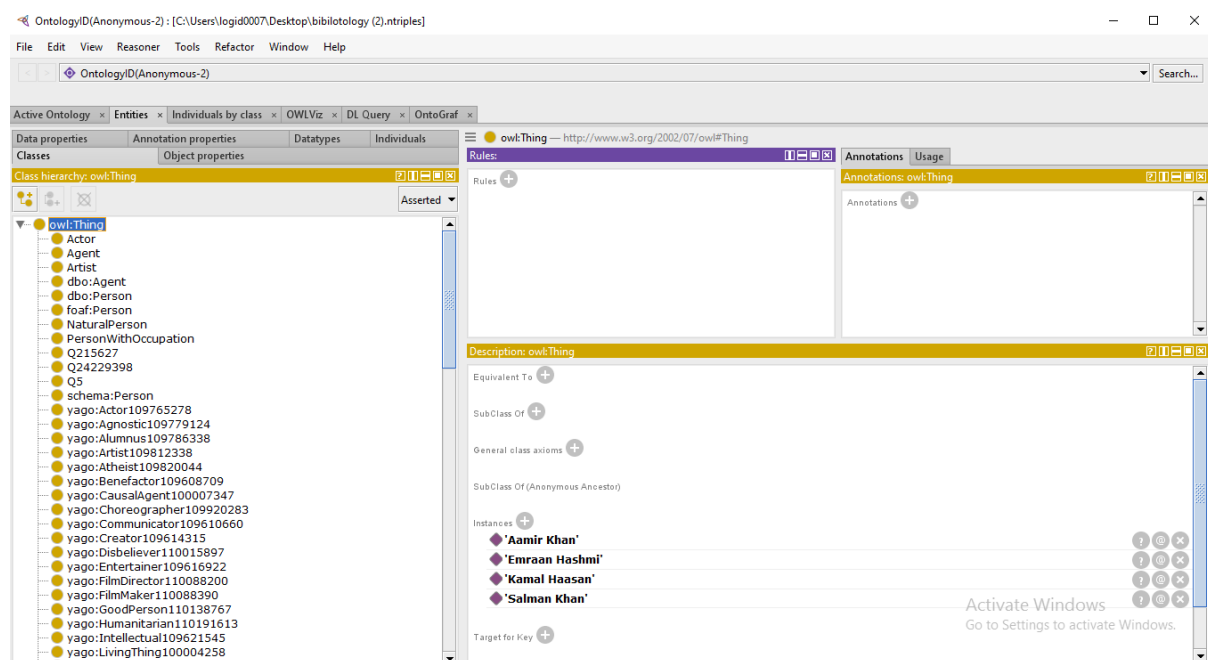 OntologyID(Anonymous-2) : [C:\Users\logid0007\Desktop\bibilotology (2).ntriples]
File Edit View Reasoner Tools Refactor Window Help
OntologyID(Anonymous-2)
Search...
Active Ontology × Entities × Individuals by class × OWLViz × DL Query × OntoGraf ×
Data properties Annotation properties Datatypes Individuals
Classes Object properties
Class hierarchy: owl:Thing
Asserted
owl:Thing
Actor
Agent
Artist
dbo:Agent
dbo:Person
foaf:Person
NaturalPerson
PersonWithOccupation
Q215627
Q24229398
Q5
schema:Person
yago:Actor109765278
yago:Agnostic109779124
yago:Alumnus109786338
yago:Artist109812338
yago:Atheist109820044
yago:Benefactor109608709
yago:CausalAgent100007347
yago:Choreographer109920283
yago:Communicator109610660
yago:Creator109614315
yago:Disbeliever110015897
yago:Entertainer109616922
yago:FilmDirector110088200
yago:FilmMaker110088390
yago:GoodPerson110138767
yago:Humanitarian110191613
yago:Intellectual109621545
yago:LivingThing100004258
owl:Thing — http://www.w3.org/2002/07/owl#Thing
Rules:
Rules
Annotations Usage
Annotations: owl:Thing
Annotations
Description: owl:Thing
Equivalent To
SubClass Of
General class axioms
SubClass Of (Anonymous Ancestor)
Instances
'Aamir Khan'
'Emraan Hashmi'
'Kamal Haasan'
'Salman Khan'
Target for Key
Activate Windows
Go to Settings to activate Windows.